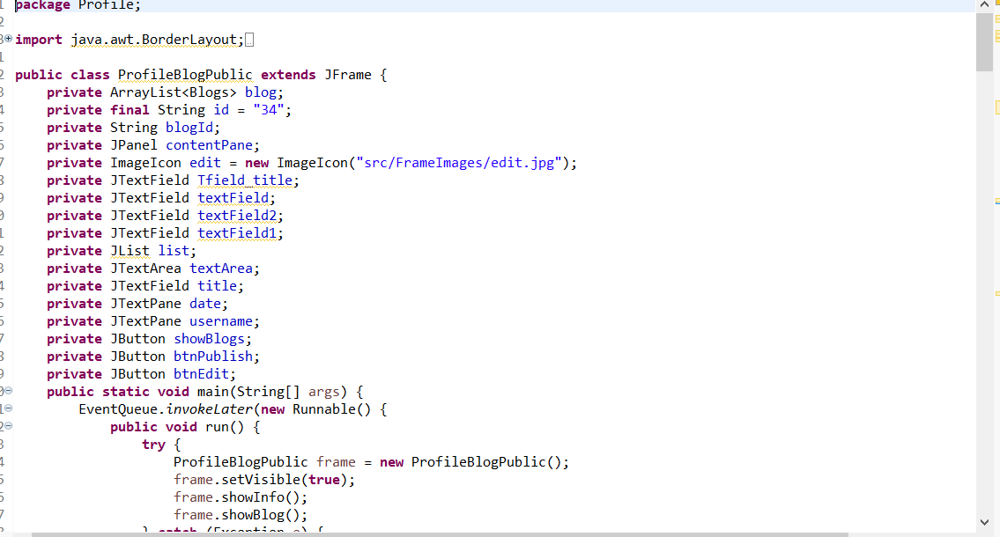 package Profile;
import java.awt.BorderLayout;
public class ProfileBlogPublic extends JFrame {
private ArrayList<Blogs> blog;
private final String id = "34";
private String blogId;
private JPanel contentPane;
private ImageIcon edit = new ImageIcon("src/FrameImages/edit.jpg");
private JTextField Tfield_title;
private JTextField textField;
private JTextField textField2;
private JTextField textField1;
private JList list;
private JTextArea textArea;
private JTextField title;
private JTextPane date;
private JTextPane username;
private JButton showBlogs;
private JButton btnPublish;
private JButton btnEdit;
public static void main(String[] args) {
EventQueue.invokeLater(new Runnable() {
public void run() {
try {
ProfileBlogPublic frame = new ProfileBlogPublic();
frame.setVisible(true);
frame.showInfo();
frame.showBlog();
} catch (Exception e) {